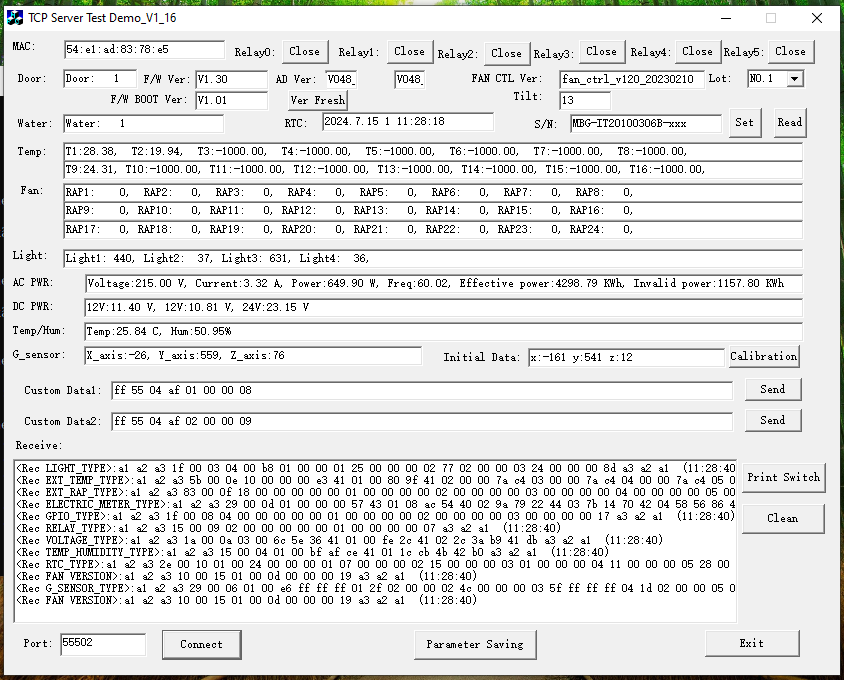 TCP Server Test Demo_V1_16
MAC: 54:e1:ad:83:78:e5 Relay0: Close Relay1: Close Relay2: Close Relay3: Close Relay4: Close Relay5: Close
Door: Door: 1 F/W Ver: V1.30 AD Ver: V048_ V048_ FAN CTL Ver: fan_ctrl_v120_20230210 Lot: NO.1
F/W BOOT Ver: V1.01 Ver Fresh Tilt: 13
Water: Water: 1 RTC: 2024.7.15 1 11:28:18 S/N: MBG-IT20100306B-xxx Set Read
Temp: T1:28.38, T2:19.94, T3:-1000.00, T4:-1000.00, T5:-1000.00, T6:-1000.00, T7:-1000.00, T8:-1000.00,
T9:24.31, T10:-1000.00, T11:-1000.00, T12:-1000.00, T13:-1000.00, T14:-1000.00, T15:-1000.00, T16:-1000.00,
Fan: RAP1: 0, RAP2: 0, RAP3: 0, RAP4: 0, RAP5: 0, RAP6: 0, RAP7: 0, RAP8: 0,
RAP9: 0, RAP10: 0, RAP11: 0, RAP12: 0, RAP13: 0, RAP14: 0, RAP15: 0, RAP16: 0,
RAP17: 0, RAP18: 0, RAP19: 0, RAP20: 0, RAP21: 0, RAP22: 0, RAP23: 0, RAP24: 0,
Light: Light1: 440, Light2: 37, Light3: 631, Light4: 36,
AC PWR: Voltage:215.00 V, Current:3.32 A, Power:649.90 W, Freq:60.02, Effective power:4298.79 KWh, Invalid power:1157.80 KWh
DC PWR: 12V:11.40 V, 12V:10.81 V, 24V:23.15 V
Temp/Hum: Temp:25.84 C, Hum:50.95%
G_sensor: X_axis:-26, Y_axis:559, Z_axis:76 Initial Data: x:-161 y:541 z:12 Calibration
Custom Data1: ff 55 04 af 01 00 00 08 Send
Custom Data2: ff 55 04 af 02 00 00 09 Send
Receive:
<Rec LIGHT_TYPE>:a1 a2 a3 1f 00 03 04 00 b8 01 00 00 01 25 00 00 00 02 77 02 00 00 03 24 00 00 00 8d a3 a2 a1 (11:28:40
<Rec EXT_TEMP_TYPE>:a1 a2 a3 5b 00 0e 10 00 00 00 e3 41 01 00 80 9f 41 02 00 00 7a c4 03 00 00 7a c4 04 00 00 7a c4 05 0
<Rec EXT_RAP_TYPE>:a1 a2 a3 83 00 0f 18 00 00 00 00 00 01 00 00 00 00 02 00 00 00 00 03 00 00 00 00 04 00 00 00 00 05 00
<Rec ELECTRIC_METER_TYPE>:a1 a2 a3 29 00 0d 01 00 00 00 57 43 01 08 ac 54 40 02 9a 79 22 44 03 7b 14 70 42 04 58 56 86 4
<Rec GPIO_TYPE>:a1 a2 a3 1f 00 08 04 00 00 00 00 00 01 00 00 00 00 02 00 00 00 00 03 00 00 00 00 17 a3 a2 a1 (11:28:40)
<Rec RELAY_TYPE>:a1 a2 a3 15 00 09 02 00 00 00 00 00 01 00 00 00 00 07 a3 a2 a1 (11:28:40)
<Rec VOLTAGE_TYPE>:a1 a2 a3 1a 00 0a 03 00 6c 5e 36 41 01 00 fe 2c 41 02 2c 3a b9 41 db a3 a2 a1 (11:28:40)
<Rec TEMP_HUMIDITY_TYPE>:a1 a2 a3 15 00 04 01 00 bf af ce 41 01 1c cb 4b 42 b0 a3 a2 a1 (11:28:40)
<Rec RTC_TYPE>:a1 a2 a3 2e 00 10 01 00 24 00 00 00 01 07 00 00 00 02 15 00 00 00 03 01 00 00 00 04 11 00 00 00 05 28 00
<Rec FAN VERSION>:a1 a2 a3 10 00 15 01 00 0d 00 00 00 19 a3 a2 a1 (11:28:40)
<Rec G_SENSOR_TYPE>:a1 a2 a3 29 00 06 01 00 e6 ff ff ff 01 2f 02 00 00 02 4c 00 00 00 03 5f ff ff ff 04 1d 02 00 00 05 0
<Rec FAN VERSION>:a1 a2 a3 10 00 15 01 00 0d 00 00 00 19 a3 a2 a1 (11:28:40)
Print Switch
Clean
Port: 55502 Connect Parameter Saving Exit